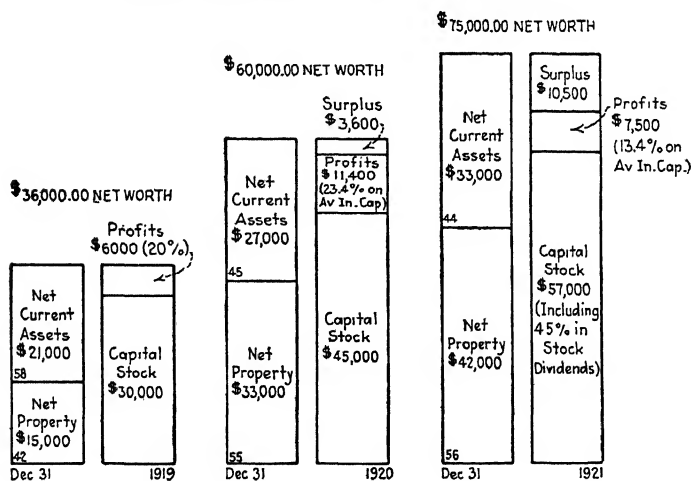 $36,000.00 NET WORTH
Profits
$6000 (20%)
Net
Current
Assets
$21,000
58
Net
Property
$15,000
42
Capital
Stock
$30,000
Dec 31
1919
$60,000.00 NET WORTH
Surplus
$3,600
Net
Current
Assets
$27,000
45
Net
Property
$33,000
55
Profits
$11,400
(23.4% on
Av In. Cap.)
Capital
Stock
$45,000
Dec 31
1920
$75,000.00 NET WORTH
Net
Current
Assets
$33,000
44
Net
Property
$42,000
56
Surplus
$10,500
Profits
$7,500
(13.4% on
Av In. Cap.)
Capital
Stock
$57,000
(Including
45% in
Stock
Dividends)
Dec 31
1921